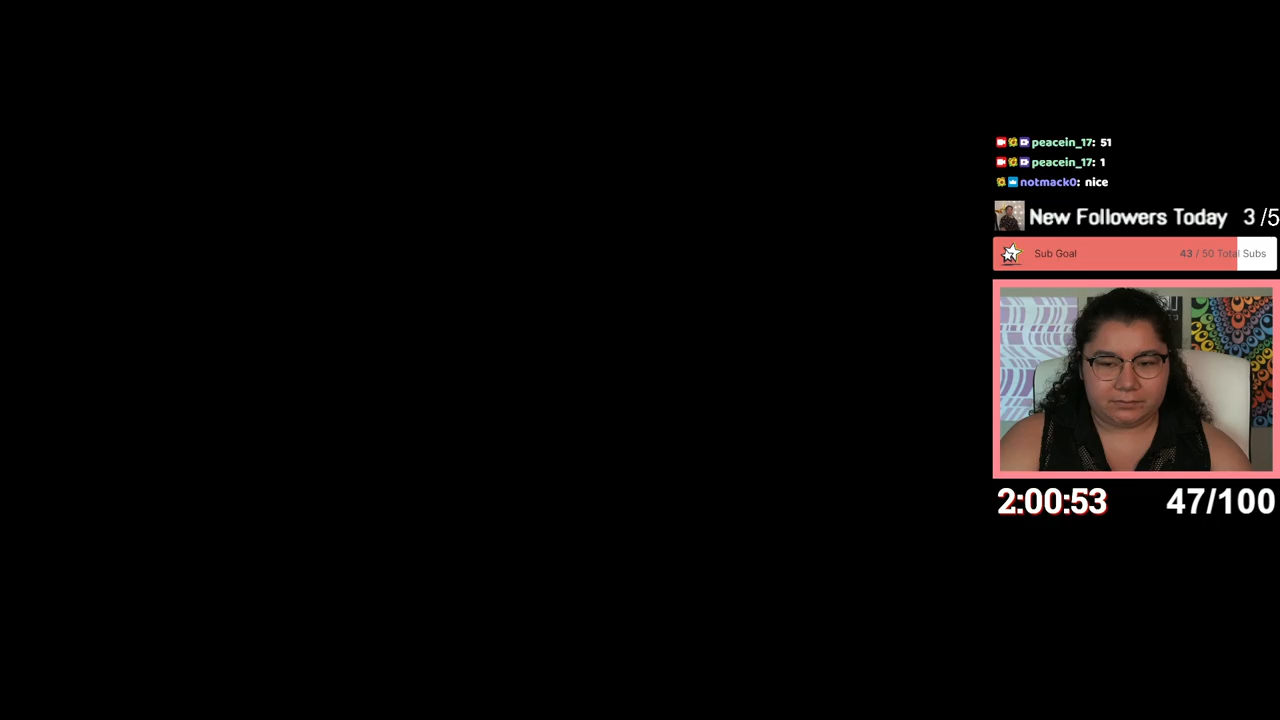 peacein_17: 51
peacein_17: 1
notmack0: nice
New Followers Today 3 /5
Sub Goal 43 / 50 Total Subs
2:00:53 47/100